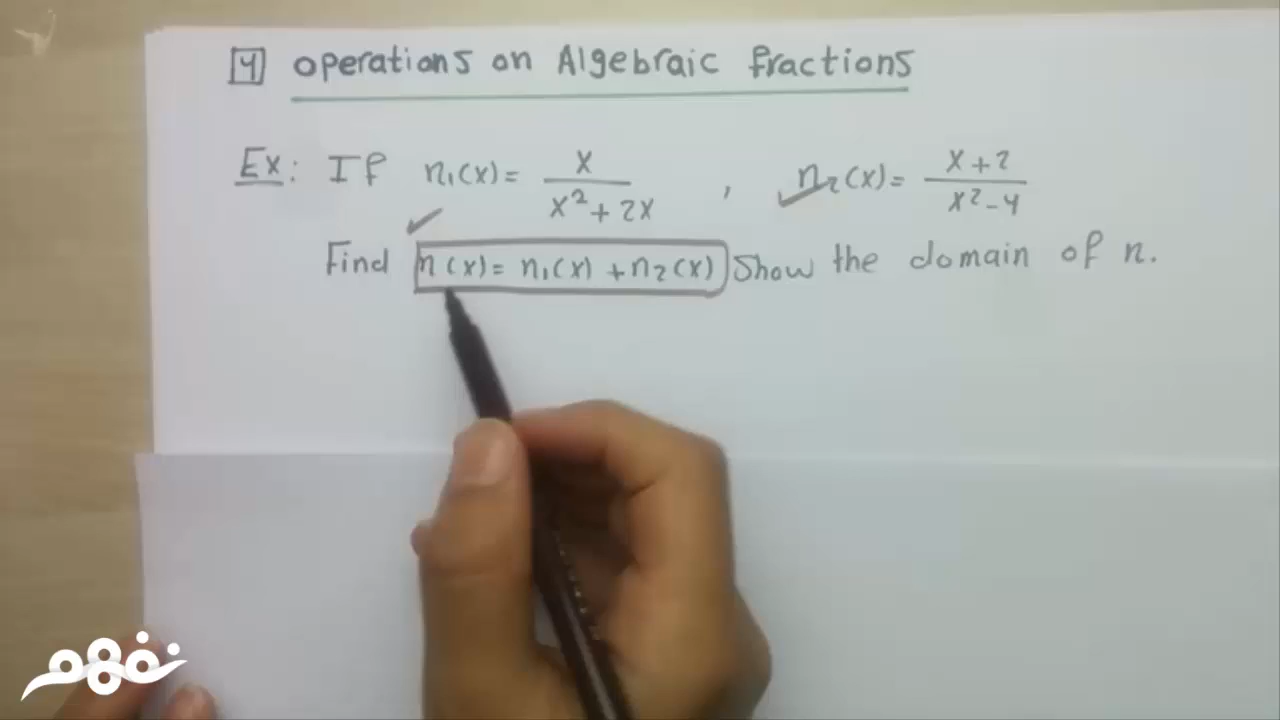 4 operations on Algebraic fractions
Ex: If n₁(x) = x / (x² + 2x) , n₂(x) = (x + 2) / (x² - 4)
Find n(x) = n₁(x) + n₂(x) Show the domain of n.
نفهم